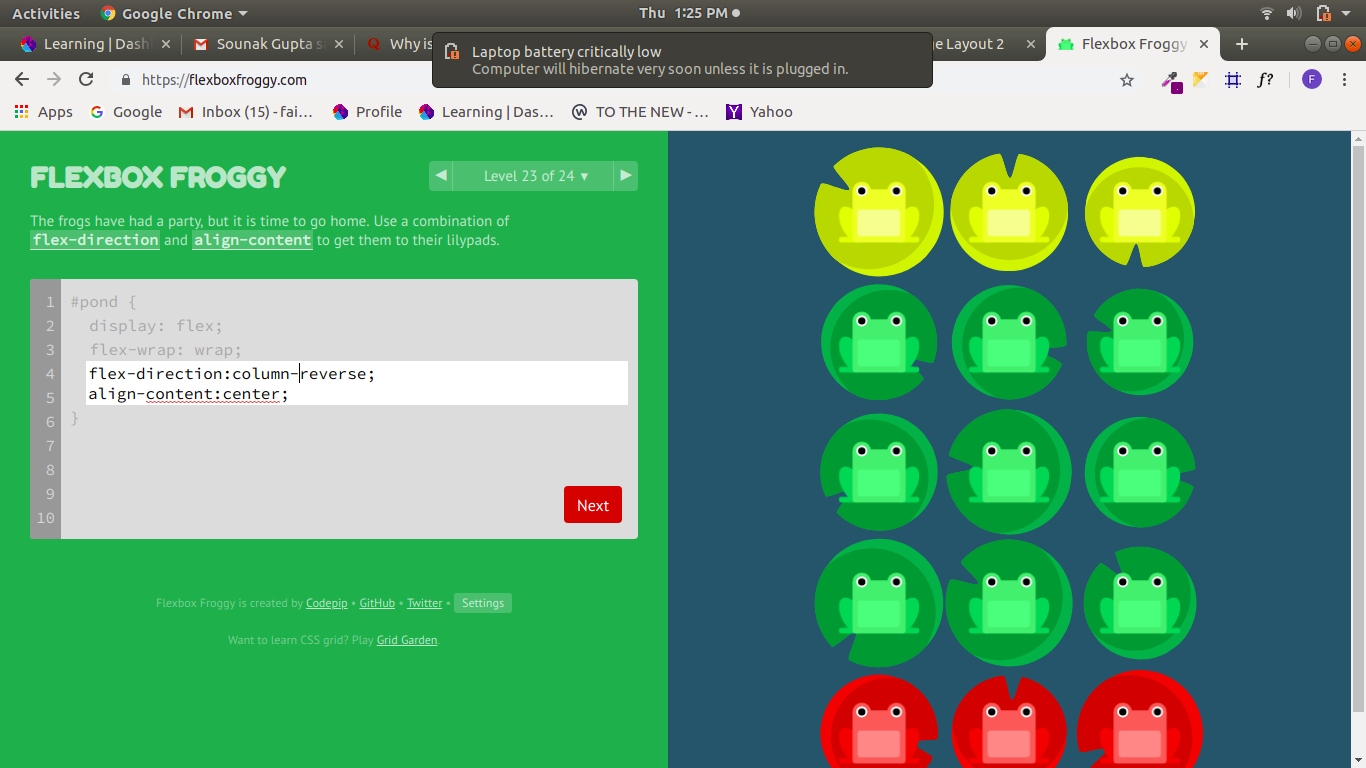 Activities Google Chrome Thu 1:25 PM
Learning | Das Sounak Gupta s Why is e Layout 2 Flexbox Froggy
Laptop battery critically low
Computer will hibernate very soon unless it is plugged in.
https://flexboxfroggy.com f? F
Apps Google Inbox (15) - fai… Profile Learning | Das… TO THE NEW - … Yahoo
FLEXBOX FROGGY
Level 23 of 24
The frogs have had a party, but it is time to go home. Use a combination of
flex-direction and align-content to get them to their lilypads.
1 #pond {
2 display: flex;
3 flex-wrap: wrap;
4 flex-direction:column-reverse;
5 align-content:center;
6 }
7
8
9
10
Next
Flexbox Froggy is created by Codepip • GitHub • Twitter • Settings
Want to learn CSS grid? Play Grid Garden.